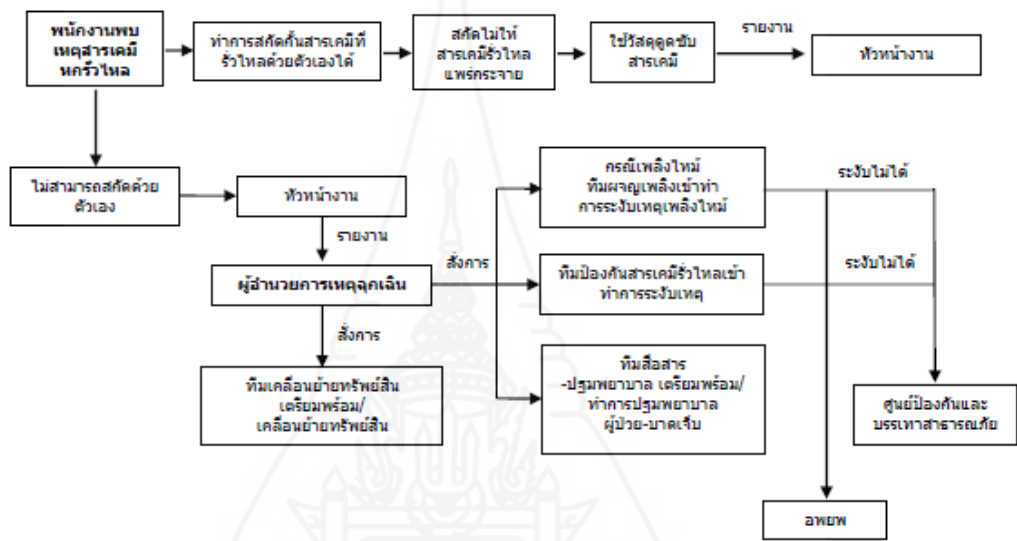 พนักงานพบ
เหตุสารเคมี
หกรั่วไหล
ทำการสกัดกั้นสารเคมีที่
รั่วไหลด้วยตัวเองได้
สกัดไม่ให้
สารเคมีรั่วไหล
แพร่กระจาย
ใช้วัสดุดูดซับ
สารเคมี
รายงาน
หัวหน้างาน
ไม่สามารถสกัดด้วย
ตัวเอง
หัวหน้างาน
รายงาน
ผู้อำนวยการเหตุฉุกเฉิน
สั่งการ
ทีมเคลื่อนย้ายทรัพย์สิน
เตรียมพร้อม/
เคลื่อนย้ายทรัพย์สิน
สั่งการ
กรณีเพลิงไหม้
ทีมผจญเพลิงเข้าทำ
การระงับเหตุเพลิงไหม้
ระงับไม่ได้
ทีมป้องกันสารเคมีรั่วไหลเข้า
ทำการระงับเหตุ
ระงับไม่ได้
ทีมสื่อสาร
-ปฐมพยาบาล เตรียมพร้อม/
ทำการปฐมพยาบาล
ผู้ป่วย-บาดเจ็บ
ศูนย์ป้องกันและ
บรรเทาสาธารณภัย
อพยพ